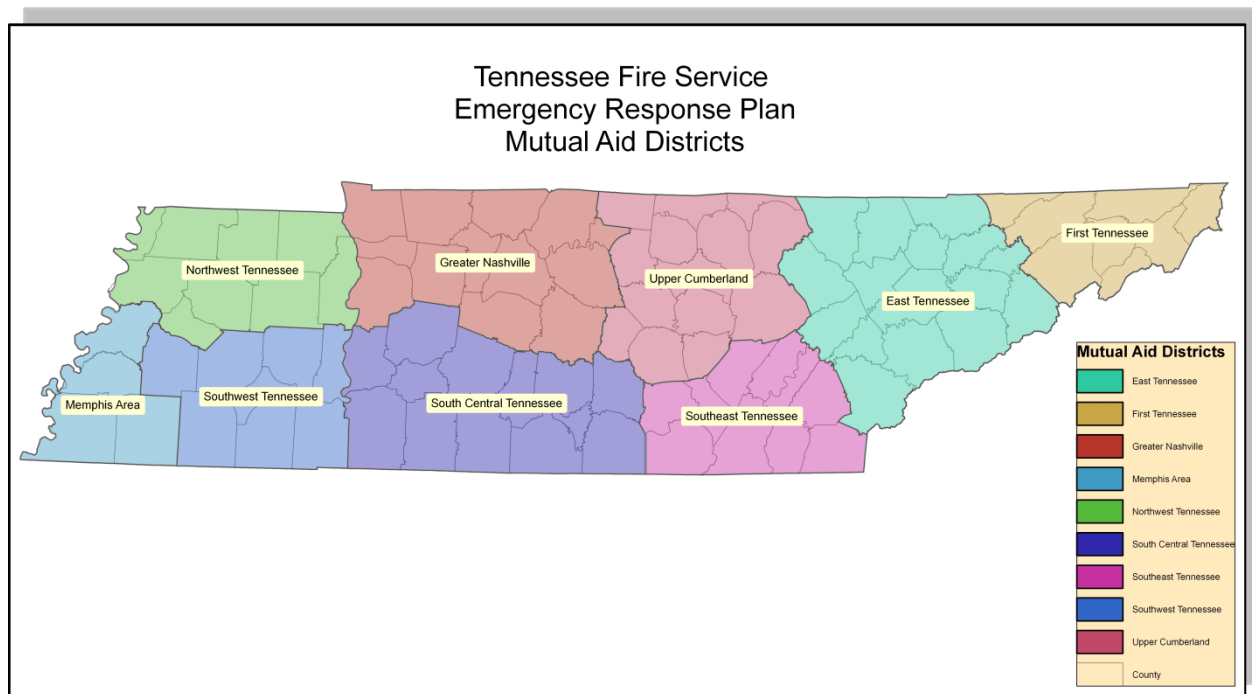 Tennessee Fire Service
Emergency Response Plan
Mutual Aid Districts
First Tennessee
Greater Nashville
Northwest Tennessee
Upper Cumberland
East Tennessee
Southwest Tennessee
Memphis Area
South Central Tennessee
Southeast Tennessee
Mutual Aid Districts
East Tennessee
First Tennessee
Greater Nashville
Memphis Area
Northwest Tennessee
South Central Tennessee
Southeast Tennessee
Southwest Tennessee
Upper Cumberland
County